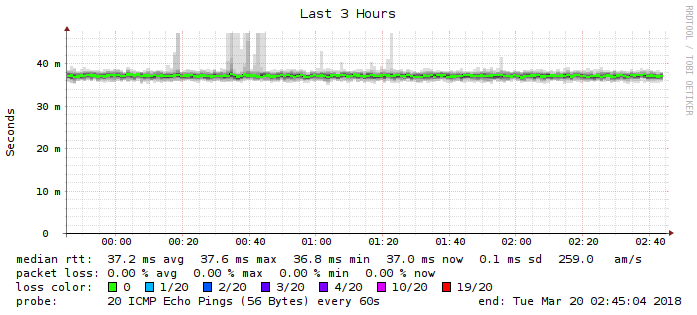 Last 3 Hours
RRDTOOL / TOBI OETIKER
Seconds
40 m
30 m
20 m
10 m
0
00:00 00:20 00:40 01:00 01:20 01:40 02:00 02:20 02:40
median rtt: 37.2 ms avg 37.6 ms max 36.8 ms min 37.0 ms now 0.1 ms sd 259.0 am/s
packet loss: 0.00 % avg 0.00 % max 0.00 % min 0.00 % now
loss color: 0 1/20 2/20 3/20 4/20 10/20 19/20
probe: 20 ICMP Echo Pings (56 Bytes) every 60s end: Tue Mar 20 02:45:04 2018